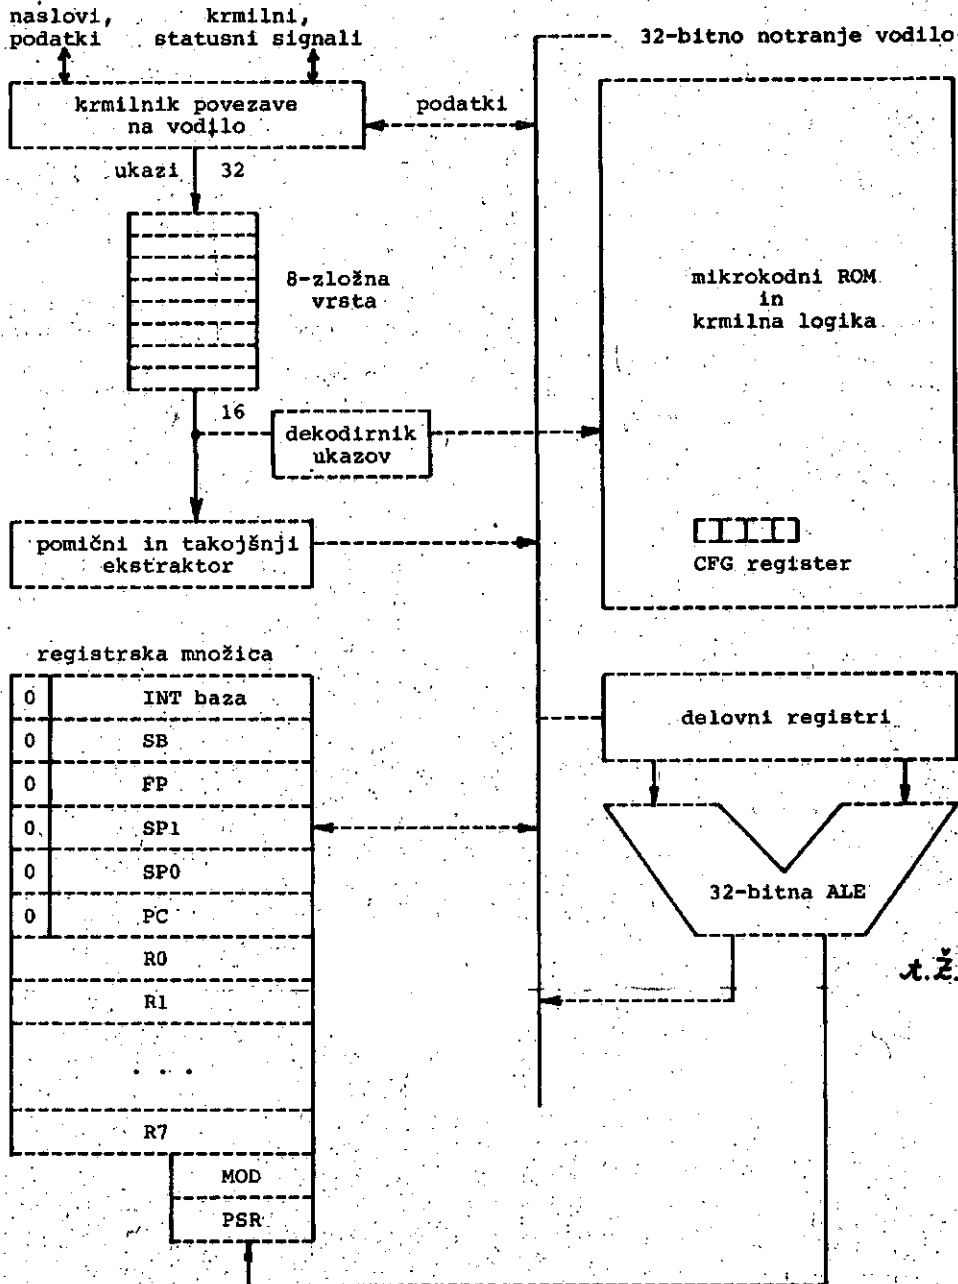 naslovi,
podatki
krmilni,
statusni signali
32-bitno notranje vodilo
krmilnik povezave
na vodilo
podatki
ukazi 32
8-zložna
vrsta
mikrokodni ROM
in
krmilna logika
16
dekodirnik
ukazov
pomični in takojšnji
ekstraktor
CFG register
registrska množica
0 INT baza
0 SB
0 FP
0 SP1
0 SP0
0 PC
R0
R1
. . .
R7
MOD
PSR
delovni registri
32-bitna ALE